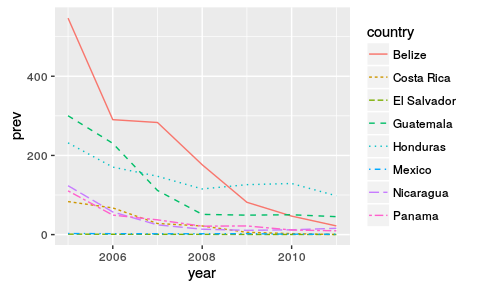 prev
400
200
0
2006
2008
2010
year
country
Belize
Costa Rica
El Salvador
Guatemala
Honduras
Mexico
Nicaragua
Panama